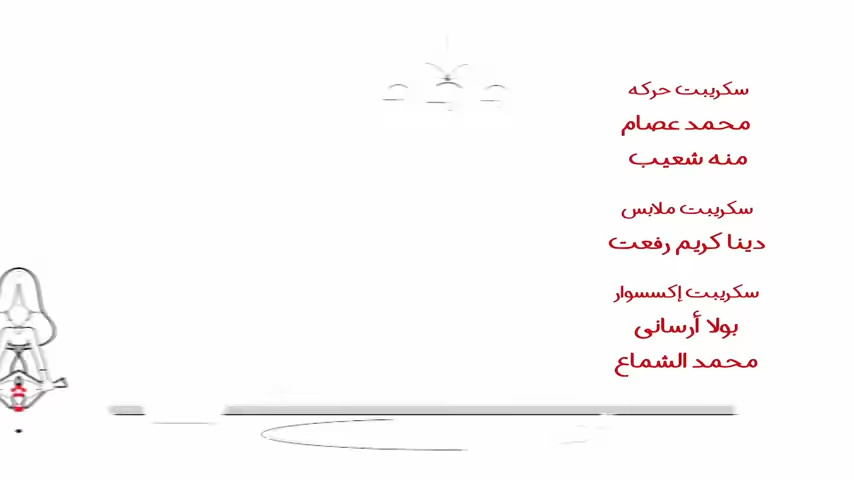 سكريبت حركه
محمد عصام
منه شعيب
سكريبت ملابس
دينا كريم رفعت
سكريبت إكسسوار
بولا أرسانى
محمد الشماع